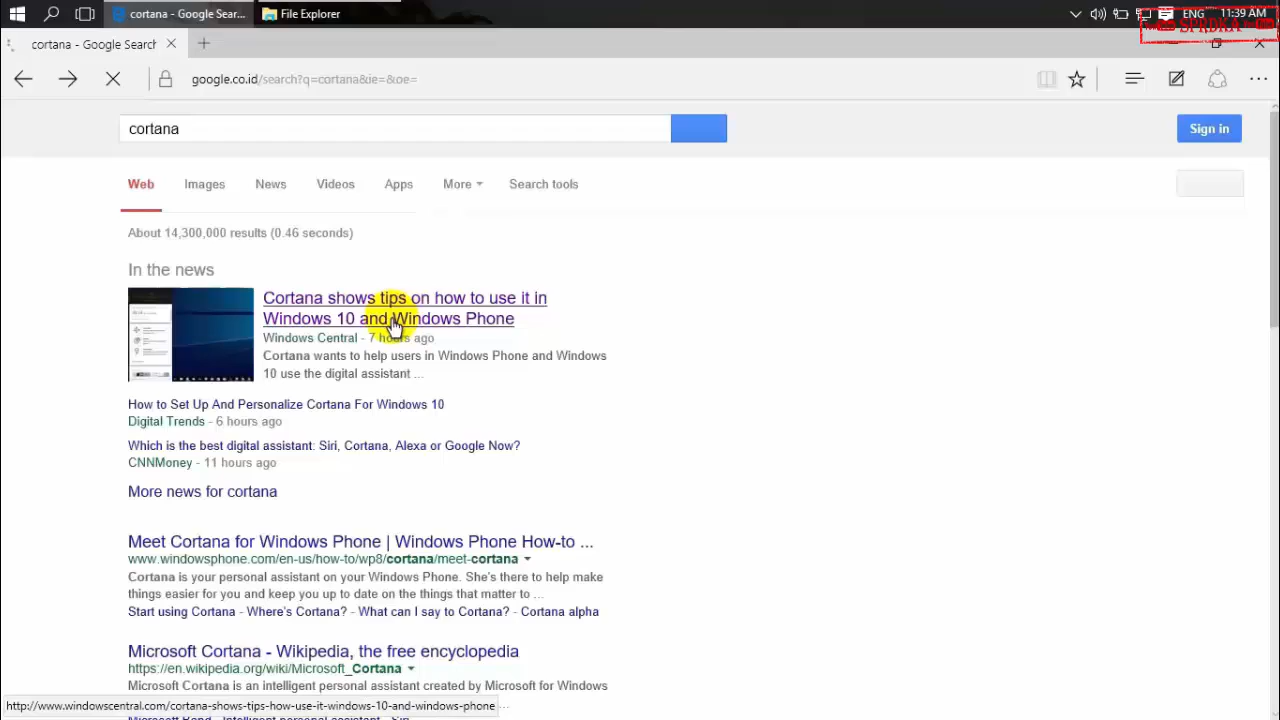 cortana - Google Sear...
File Explorer
ENG
11:39 AM
SPRDKA
cortana - Google Search
google.co.id/search?q=cortana&ie=&oe=
cortana
Sign in
Web
Images
News
Videos
Apps
More
Search tools
About 14,300,000 results (0.46 seconds)
In the news
Cortana shows tips on how to use it in
Windows 10 and Windows Phone
Windows Central - 7 hours ago
Cortana wants to help users in Windows Phone and Windows
10 use the digital assistant ...
How to Set Up And Personalize Cortana For Windows 10
Digital Trends - 6 hours ago
Which is the best digital assistant: Siri, Cortana, Alexa or Google Now?
CNNMoney - 11 hours ago
More news for cortana
Meet Cortana for Windows Phone | Windows Phone How-to ...
www.windowsphone.com/en-us/how-to/wp8/cortana/meet-cortana
Cortana is your personal assistant on your Windows Phone. She's there to help make
things easier for you and keep you up to date on the things that matter to ...
Start using Cortana - Where's Cortana? - What can I say to Cortana? - Cortana alpha
Microsoft Cortana - Wikipedia, the free encyclopedia
https://en.wikipedia.org/wiki/Microsoft_Cortana
Microsoft Cortana is an intelligent personal assistant created by Microsoft for Windows
http://www.windowscentral.com/cortana-shows-tips-how-use-it-windows-10-and-windows-phone
...